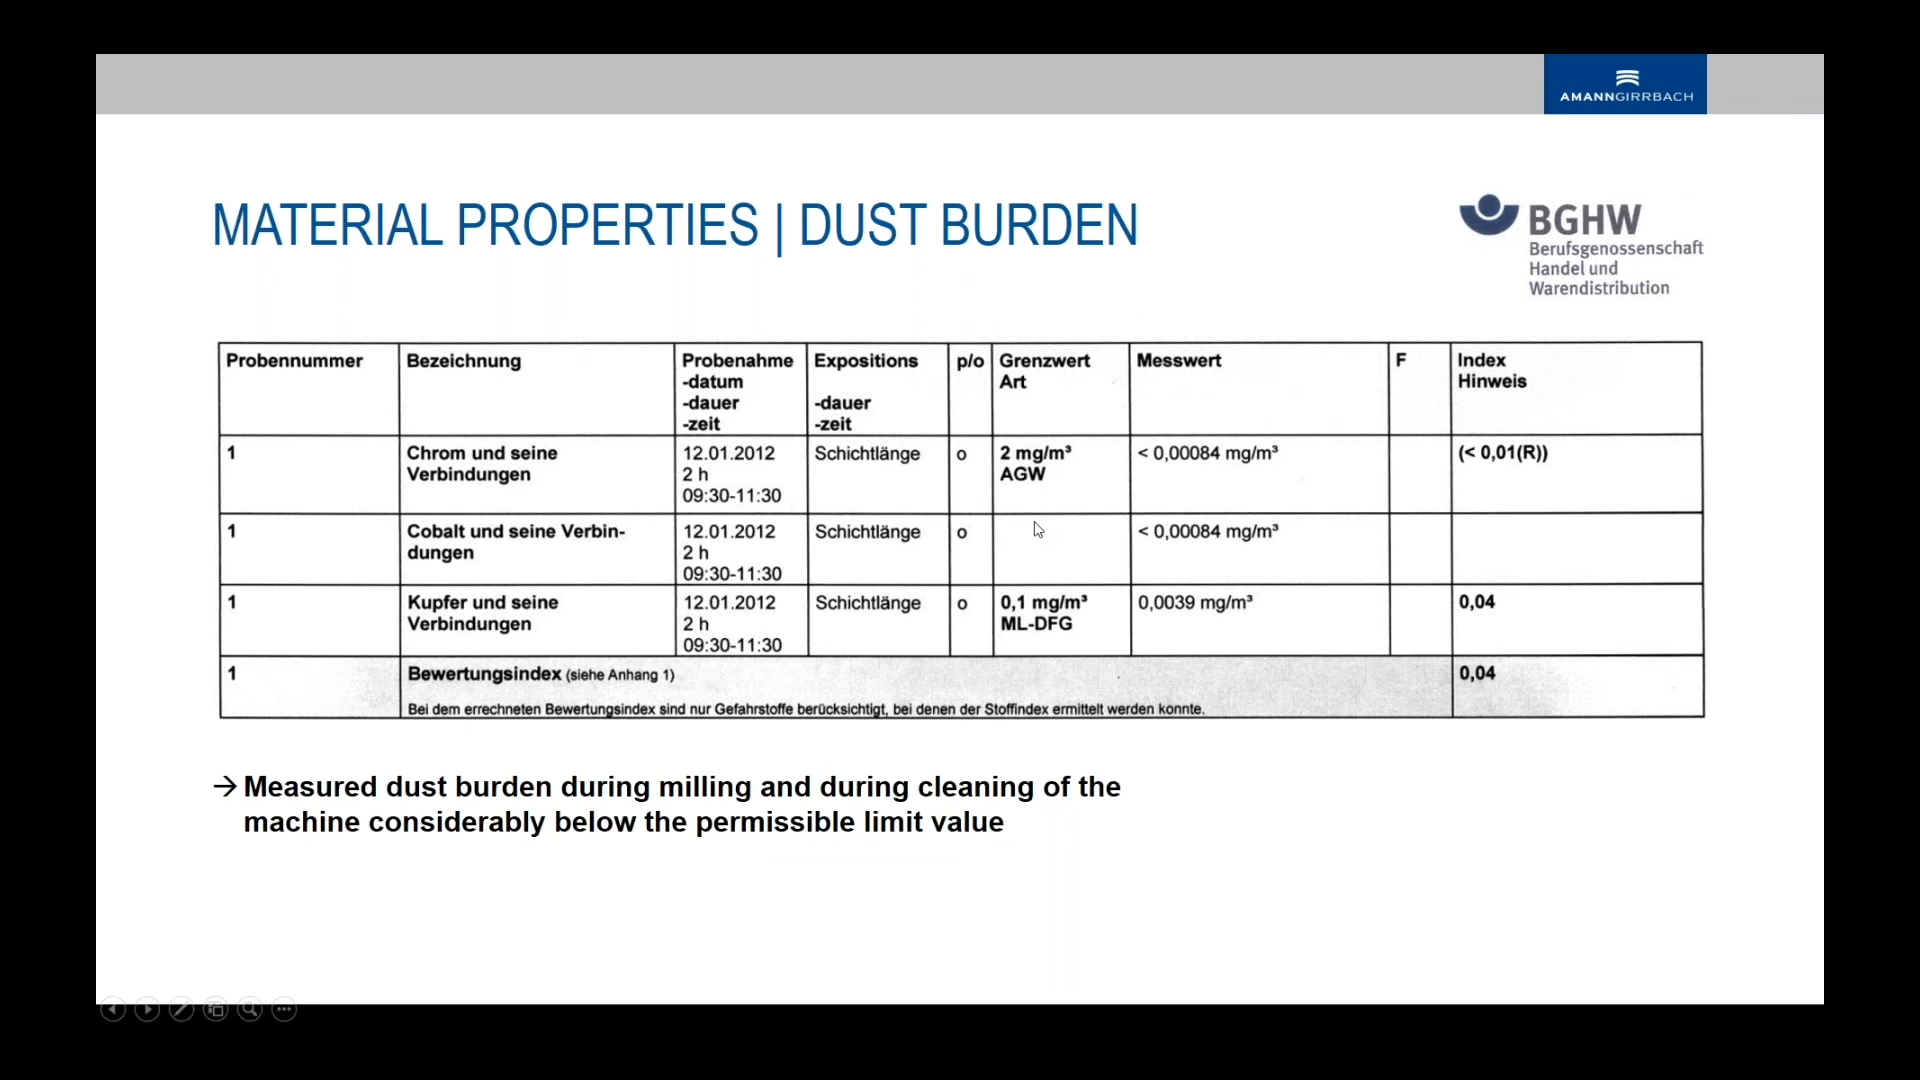 AMANNGIRRBACH
MATERIAL PROPERTIES | DUST BURDEN
BGHW
Berufsgenossenschaft
Handel und
Warendistribution
Probennummer Bezeichnung Probenahme Expositions p/o Grenzwert Messwert F Index
-datum Art Hinweis
-dauer -dauer
-zeit -zeit
1 Chrom und seine 12.01.2012 Schichtlänge o 2 mg/m³ < 0,00084 mg/m³ (< 0,01(R))
Verbindungen 2 h AGW
09:30-11:30
1 Cobalt und seine Verbin- 12.01.2012 Schichtlänge o < 0,00084 mg/m³
dungen 2 h
09:30-11:30
1 Kupfer und seine 12.01.2012 Schichtlänge o 0,1 mg/m³ 0,0039 mg/m³ 0,04
Verbindungen 2 h ML-DFG
09:30-11:30
1 Bewertungsindex (siehe Anhang 1) 0,04
Bei dem errechneten Bewertungsindex sind nur Gefahrstoffe berücksichtigt, bei denen der Stoffindex ermittelt werden konnte.
→ Measured dust burden during milling and during cleaning of the
machine considerably below the permissible limit value